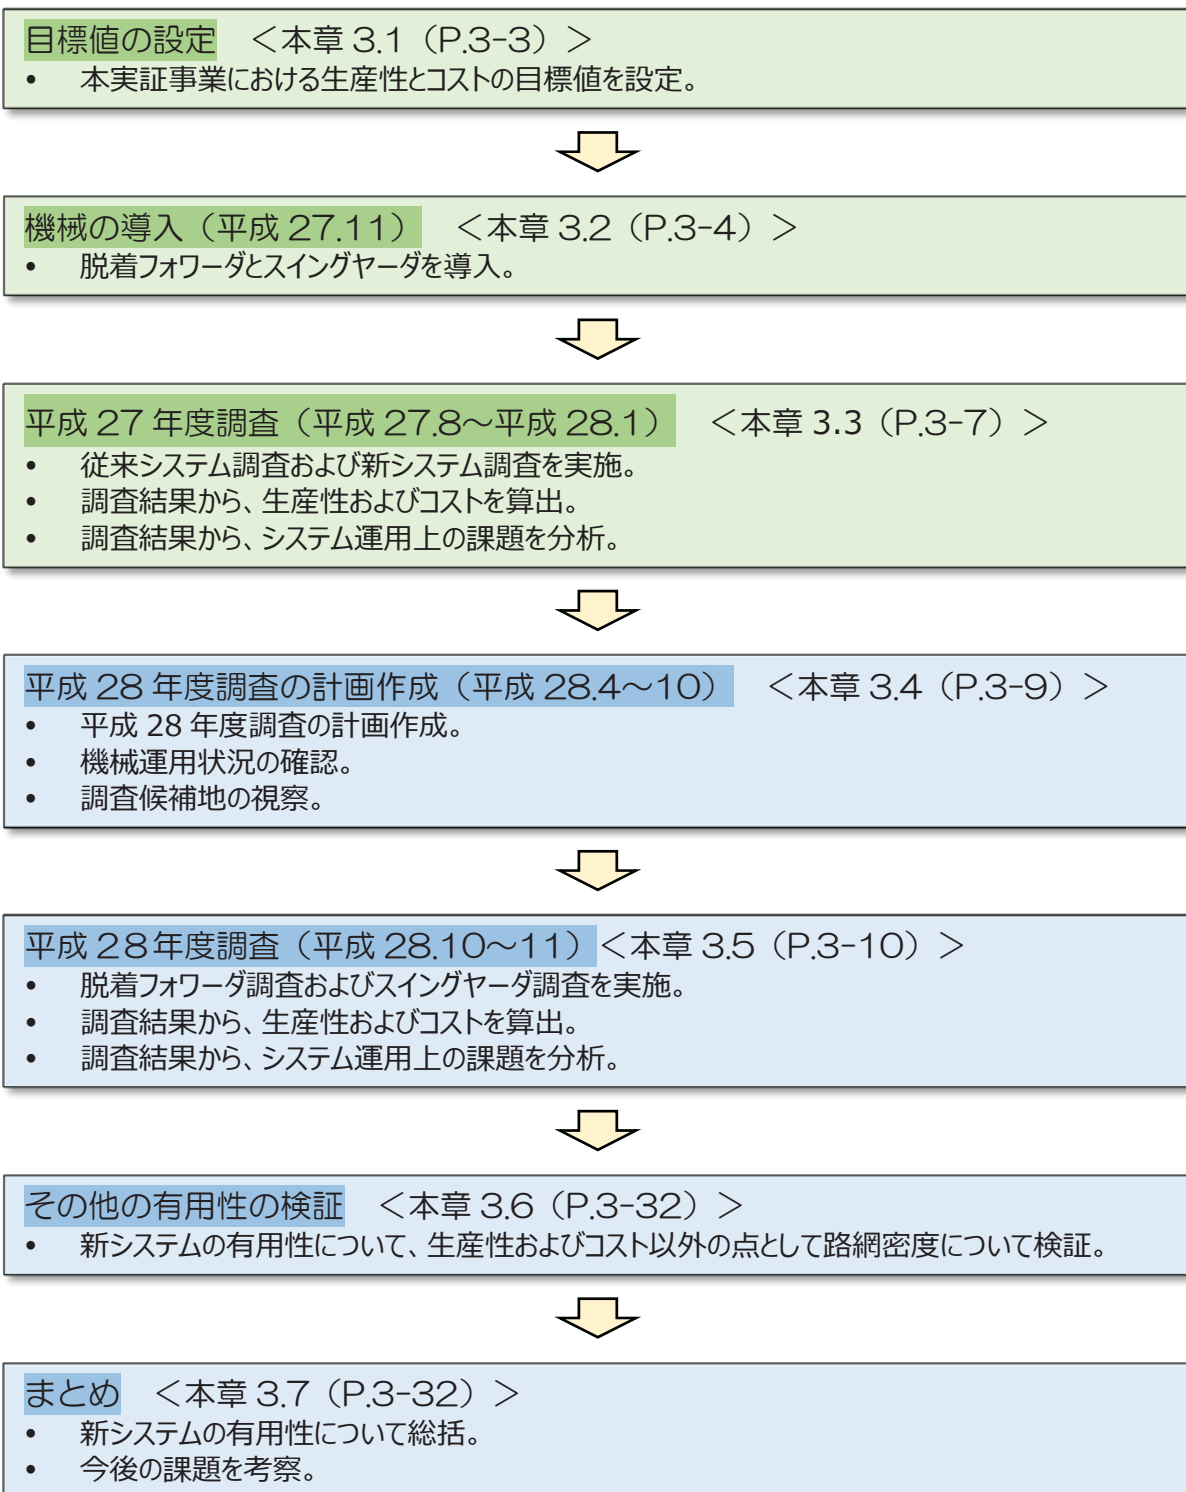 目標値の設定　＜本章 3.1（P.3-3）＞
• 本実証事業における生産性とコストの目標値を設定。
機械の導入（平成 27.11）　＜本章 3.2（P.3-4）＞
• 脱着フォワーダとスイングヤーダを導入。
平成 27 年度調査（平成 27.8～平成 28.1）　＜本章 3.3（P.3-7）＞
• 従来システム調査および新システム調査を実施。
• 調査結果から、生産性およびコストを算出。
• 調査結果から、システム運用上の課題を分析。
平成 28 年度調査の計画作成（平成 28.4～10）　＜本章 3.4（P.3-9）＞
• 平成 28 年度調査の計画作成。
• 機械運用状況の確認。
• 調査候補地の視察。
平成 28年度調査（平成 28.10～11）＜本章 3.5（P.3-10）＞
• 脱着フォワーダ調査およびスイングヤーダ調査を実施。
• 調査結果から、生産性およびコストを算出。
• 調査結果から、システム運用上の課題を分析。
その他の有用性の検証　＜本章 3.6（P.3-32）＞
• 新システムの有用性について、生産性およびコスト以外の点として路網密度について検証。
まとめ　＜本章 3.7（P.3-32）＞
• 新システムの有用性について総括。
• 今後の課題を考察。